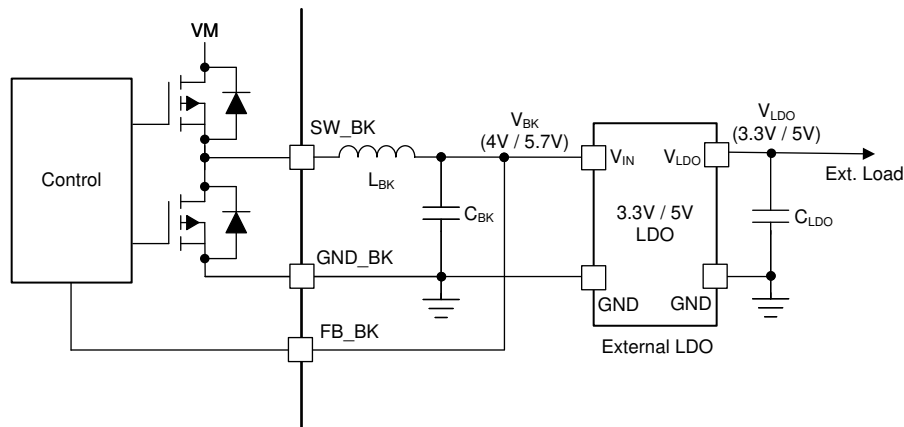 VM
Control
SW_BK
L_BK
V_BK
(4V / 5.7V)
C_BK
GND_BK
FB_BK
V_IN
V_LDO
3.3V / 5V
LDO
GND
GND
External LDO
V_LDO
(3.3V / 5V)
Ext. Load
C_LDO